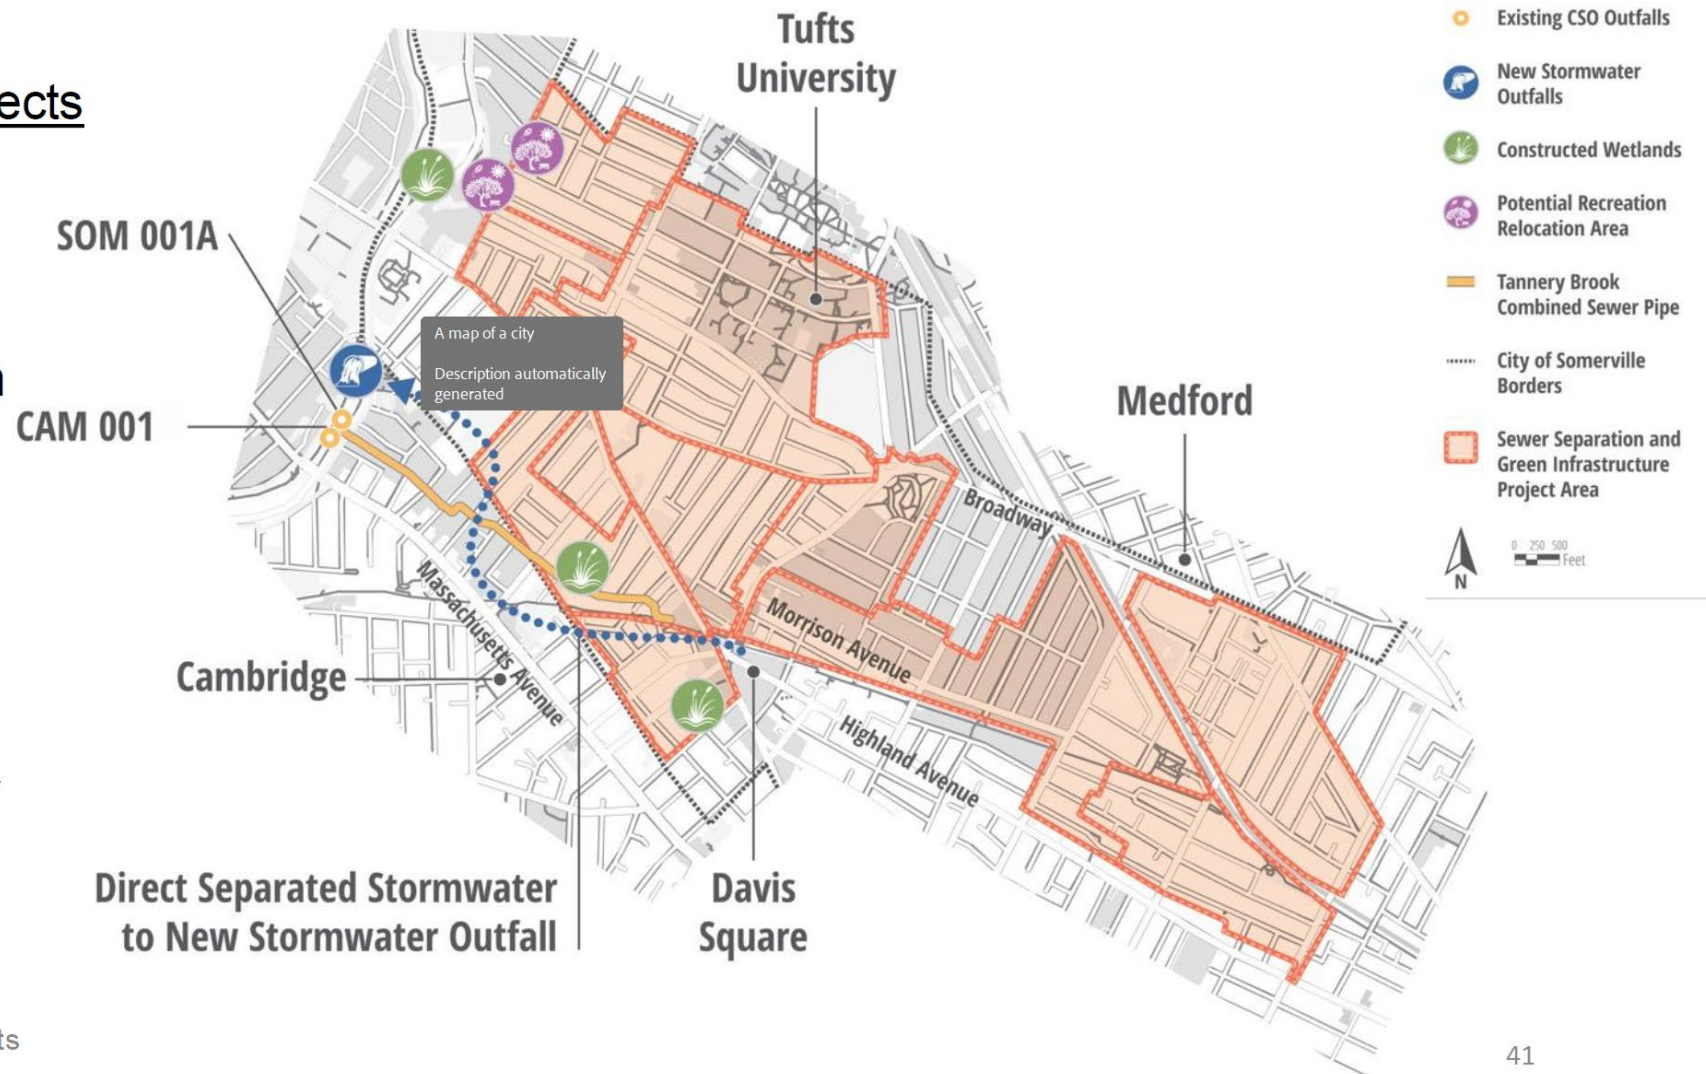 ects
Tufts
University
SOM 001A
A map of a city
Description automatically
generated
CAM 001
Medford
Broadway
Massachusetts Avenue
Morrison Avenue
Cambridge
Highland Avenue
Direct Separated Stormwater
to New Stormwater Outfall
Davis
Square
Existing CSO Outfalls
New Stormwater
Outfalls
Constructed Wetlands
Potential Recreation
Relocation Area
Tannery Brook
Combined Sewer Pipe
City of Somerville
Borders
Sewer Separation and
Green Infrastructure
Project Area
N
0 250 500
Feet
ts
41